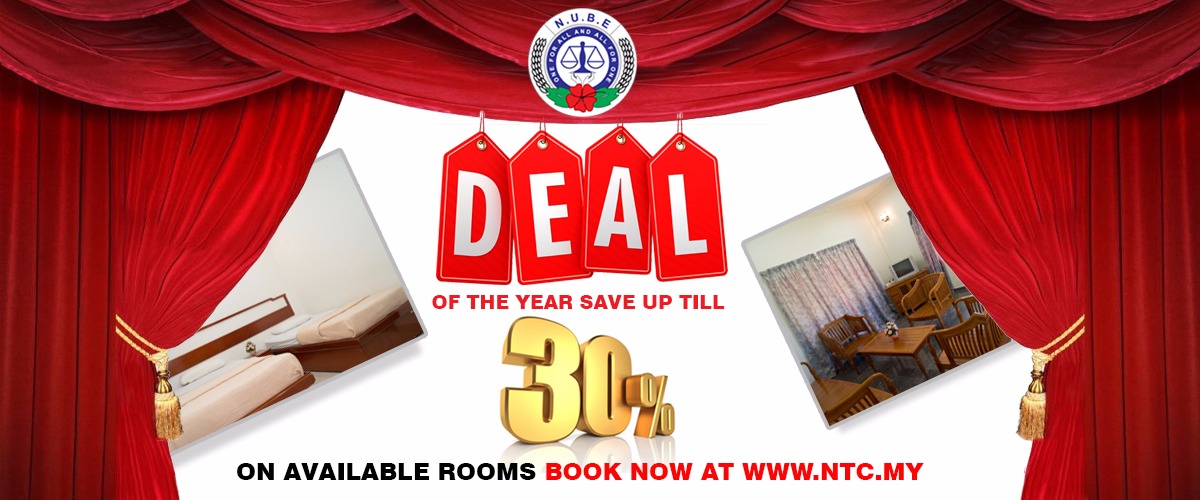 N.U.B.E
ONE FOR ALL AND ALL FOR ONE
DEAL
OF THE YEAR SAVE UP TILL
30%
ON AVAILABLE ROOMS BOOK NOW AT WWW.NTC.MY